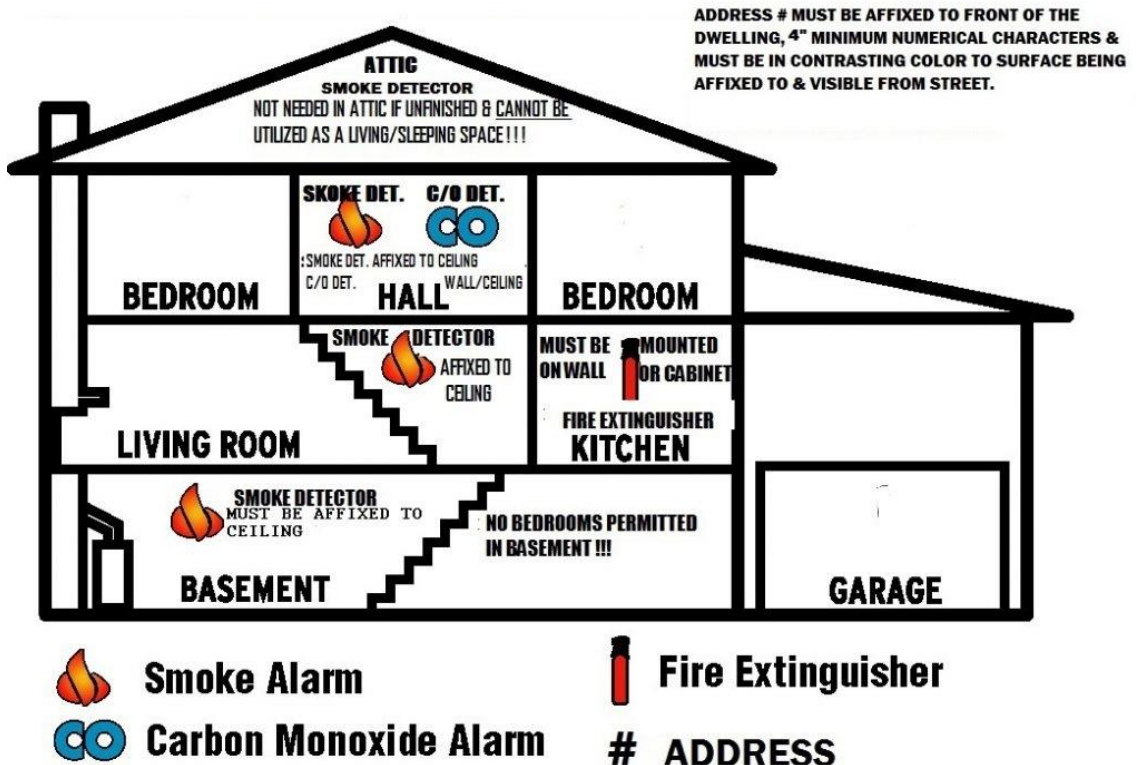 ADDRESS # MUST BE AFFIXED TO FRONT OF THE
DWELLING, 4" MINIMUM NUMERICAL CHARACTERS &
MUST BE IN CONTRASTING COLOR TO SURFACE BEING
AFFIXED TO & VISIBLE FROM STREET.
ATTIC
SMOKE DETECTOR
NOT NEEDED IN ATTIC IF UNFINISHED & CANNOT BE
UTILIZED AS A LIVING/SLEEPING SPACE!!!
BEDROOM
SKOKE DET. C/O DET.
CO
SMOKE DET. AFFIXED TO CEILING
C/O DET. WALL/CEILING
HALL
BEDROOM
LIVING ROOM
SMOKE DETECTOR
AFFIXED TO
CEILING
MUST BE MOUNTED
ON WALL OR CABINET
FIRE EXTINGUISHER
KITCHEN
SMOKE DETECTOR
MUST BE AFFIXED TO
CEILING
BASEMENT
NO BEDROOMS PERMITTED
IN BASEMENT !!!
GARAGE
Smoke Alarm
Fire Extinguisher
CO Carbon Monoxide Alarm
# ADDRESS